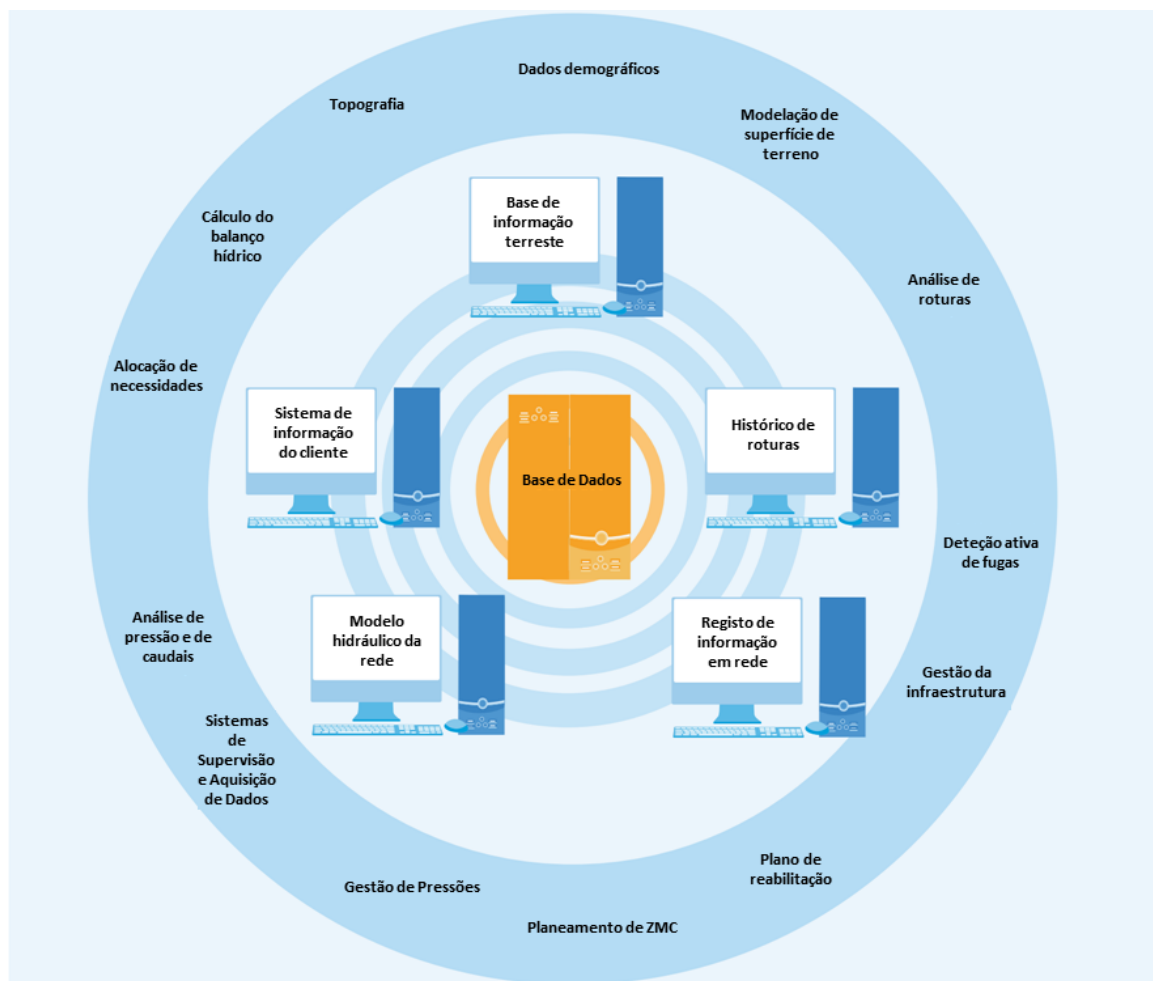 Dados demográficos
Topografia
Modelação de
superfície de
terreno
Base de
informação
terreste
Cálculo do
balanço
hídrico
Análise de
roturas
Alocação de
necessidades
Sistema de
informação
do cliente
Histórico de
roturas
Base de Dados
Deteção ativa
de fugas
Análise de
pressão e de
caudais
Modelo
hidráulico da
rede
Registo de
informação
em rede
Gestão da
infraestrutura
Sistemas
de
Supervisão
e Aquisição
de Dados
Plano de
reabilitação
Gestão de Pressões
Planeamento de ZMC